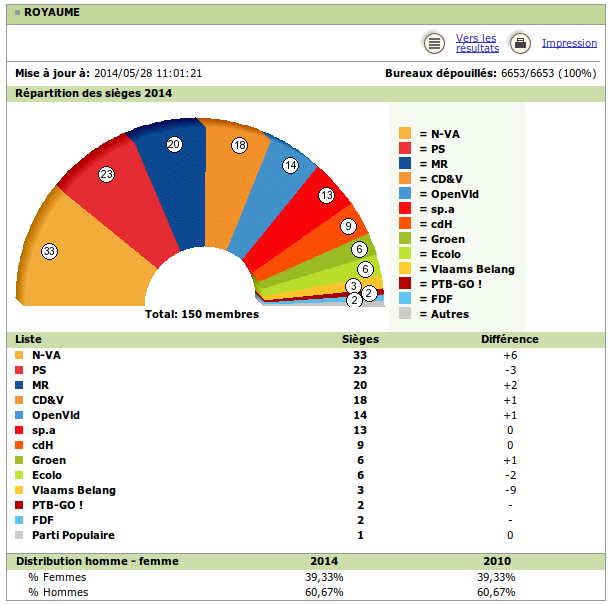 ROYAUME
Vers les
résultats
Impression
Mise à jour à: 2014/05/28 11:01:21 Bureaux dépouillés: 6653/6653 (100%)
Répartition des sièges 2014
33
23
20
18
14
13
9
6
6
3
2
2
Total: 150 membres
= N-VA
= PS
= MR
= CD&V
= OpenVld
= sp.a
= cdH
= Groen
= Ecolo
= Vlaams Belang
= PTB-GO !
= FDF
= Autres
Liste Sièges Différence
N-VA 33 +6
PS 23 -3
MR 20 +2
CD&V 18 +1
OpenVld 14 +1
sp.a 13 0
cdH 9 0
Groen 6 +1
Ecolo 6 -2
Vlaams Belang 3 -9
PTB-GO ! 2 -
FDF 2 -
Parti Populaire 1 0
Distribution homme - femme 2014 2010
% Femmes 39,33% 39,33%
% Hommes 60,67% 60,67%